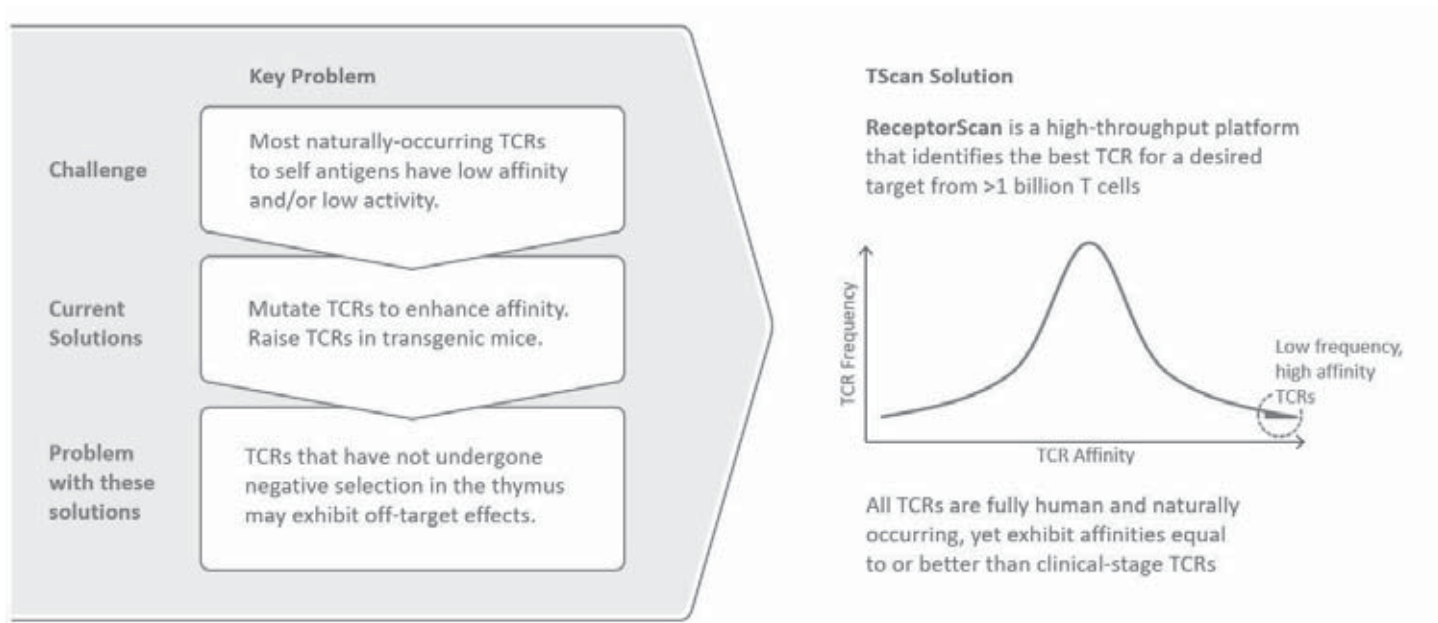 Key Problem
Challenge
Most naturally-occurring TCRs
to self antigens have low affinity
and/or low activity.
Current
Solutions
Mutate TCRs to enhance affinity.
Raise TCRs in transgenic mice.
Problem
with these
solutions
TCRs that have not undergone
negative selection in the thymus
may exhibit off-target effects.
TScan Solution
ReceptorScan is a high-throughput platform
that identifies the best TCR for a desired
target from >1 billion T cells
TCR Frequency
Low frequency,
high affinity
TCRs
TCR Affinity
All TCRs are fully human and naturally
occurring, yet exhibit affinities equal
to or better than clinical-stage TCRs